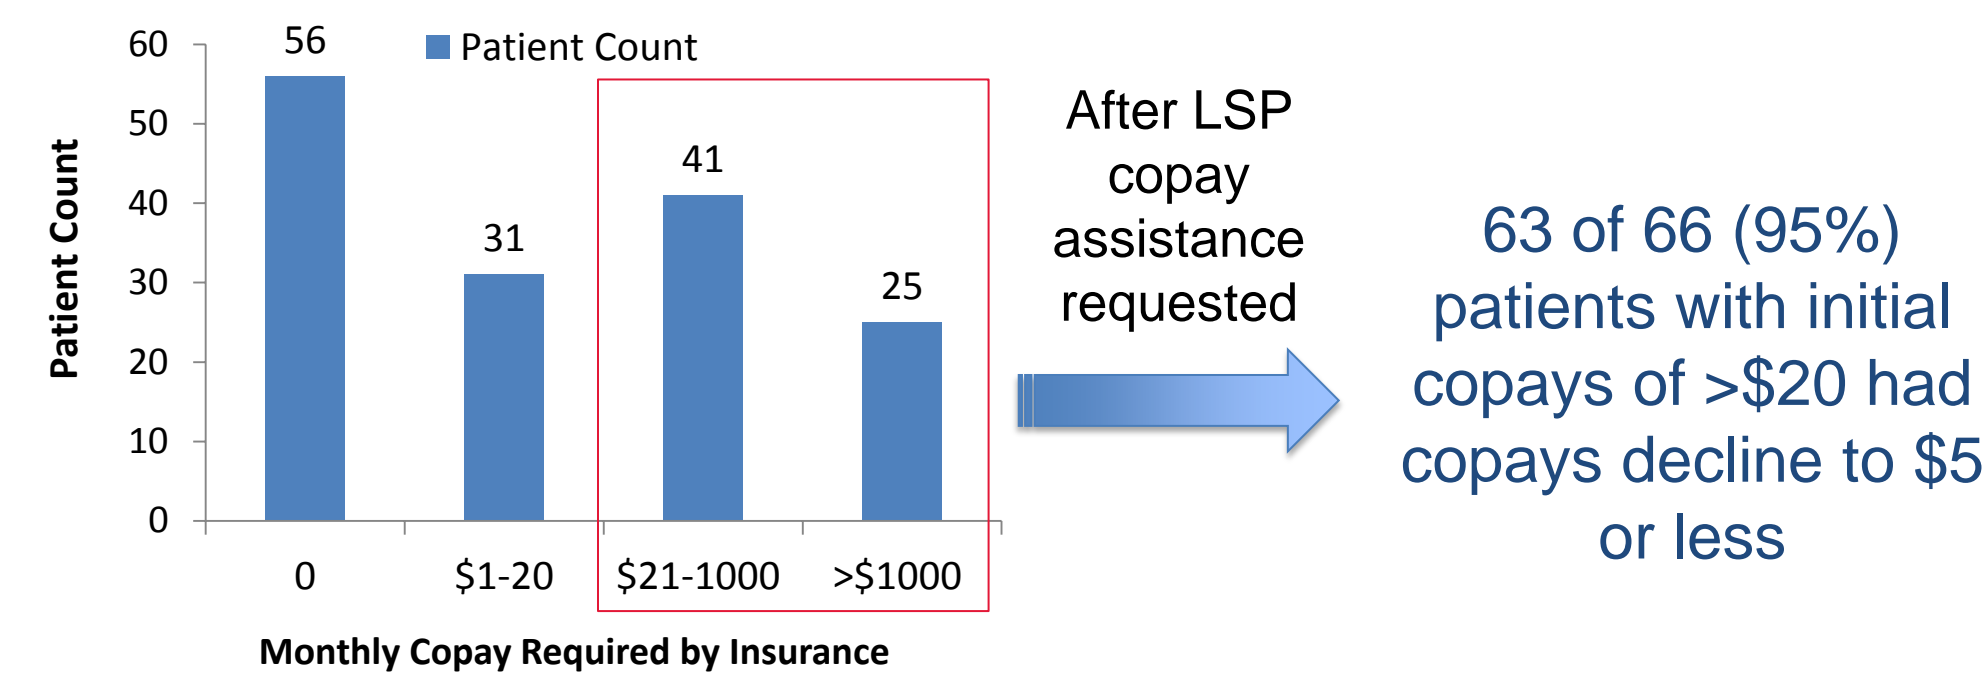 Patient Count
60
50
40
30
20
10
0
Patient Count
56
31
41
25
0
$1-20
$21-1000
>$1000
Monthly Copay Required by Insurance
After LSP
copay
assistance
requested
63 of 66 (95%)
patients with initial
copays of >$20 had
copays decline to $5
or less